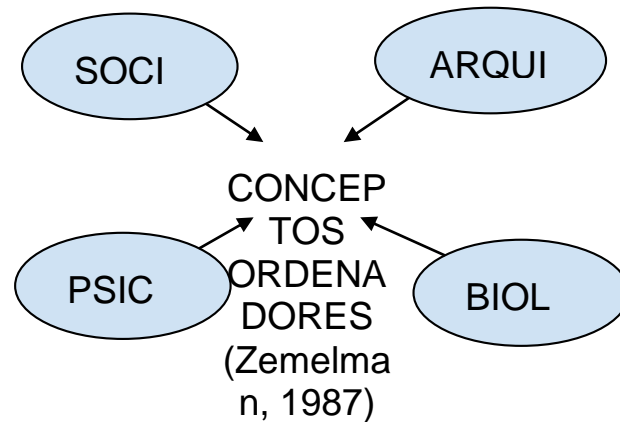 SOCI
ARQUI
CONCEP
TOS
ORDENA
DORES
(Zemelma
n, 1987)
PSIC
BIOL